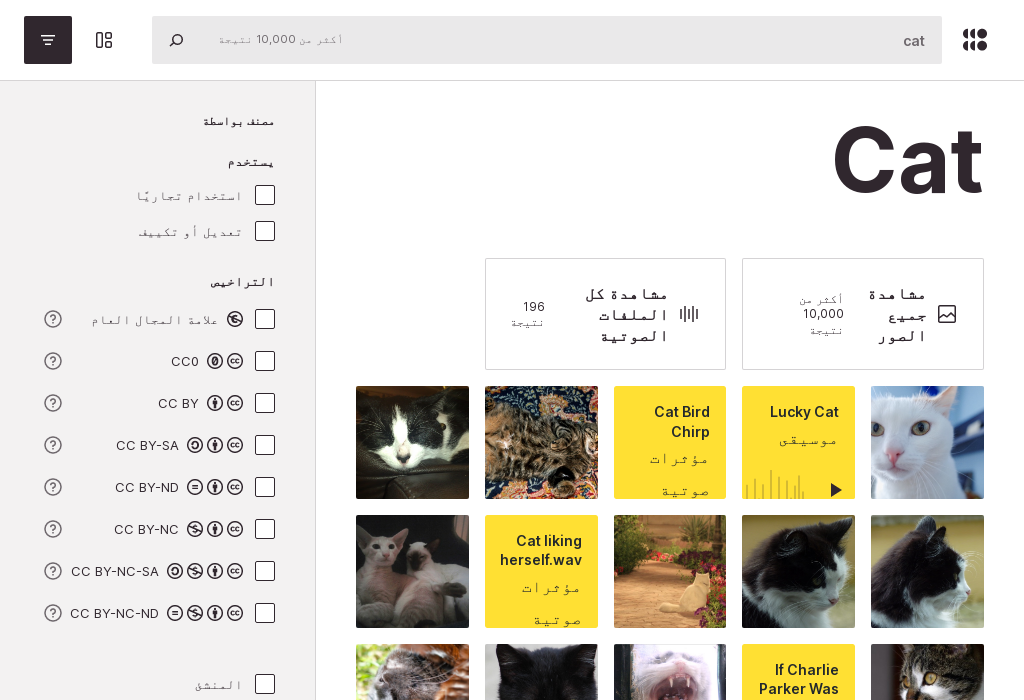 cat
أكثر من 10,000 نتيجة
مصنف بواسطة
يستخدم
استخدام تجاريًا
تعديل أو تكييف
التراخيص
علامة المجال العام
CC0
CC BY
CC BY-SA
CC BY-ND
CC BY-NC
CC BY-NC-SA
CC BY-NC-ND
المنشئ
Cat
مشاهدة
جميع
الصور
أكثر من
10,000
نتيجة
مشاهدة كل
الملفات
الصوتية
196
نتيجة
Lucky Cat
موسيقى
Cat Bird
Chirp
مؤثرات
صوتية
Cat liking
herself.wav
مؤثرات
صوتية
If Charlie
Parker Was